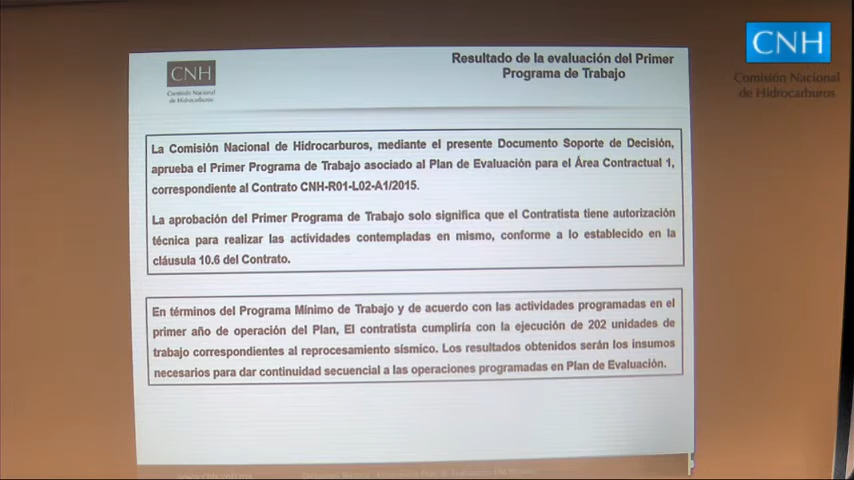 CNH
Comisión Nacional
de Hidrocarburos
CNH
Comisión Nacional
de Hidrocarburos
Resultado de la evaluación del Primer
Programa de Trabajo
La Comisión Nacional de Hidrocarburos, mediante el presente Documento Soporte de Decisión,
aprueba el Primer Programa de Trabajo asociado al Plan de Evaluación para el Área Contractual 1,
correspondiente al Contrato CNH-R01-L02-A1/2015.
La aprobación del Primer Programa de Trabajo solo significa que el Contratista tiene autorización
técnica para realizar las actividades contempladas en mismo, conforme a lo establecido en la
cláusula 10.6 del Contrato.
En términos del Programa Mínimo de Trabajo y de acuerdo con las actividades programadas en el
primer año de operación del Plan, El contratista cumpliría con la ejecución de 202 unidades de
trabajo correspondientes al reprocesamiento sísmico. Los resultados obtenidos serán los insumos
necesarios para dar continuidad secuencial a las operaciones programadas en Plan de Evaluación.